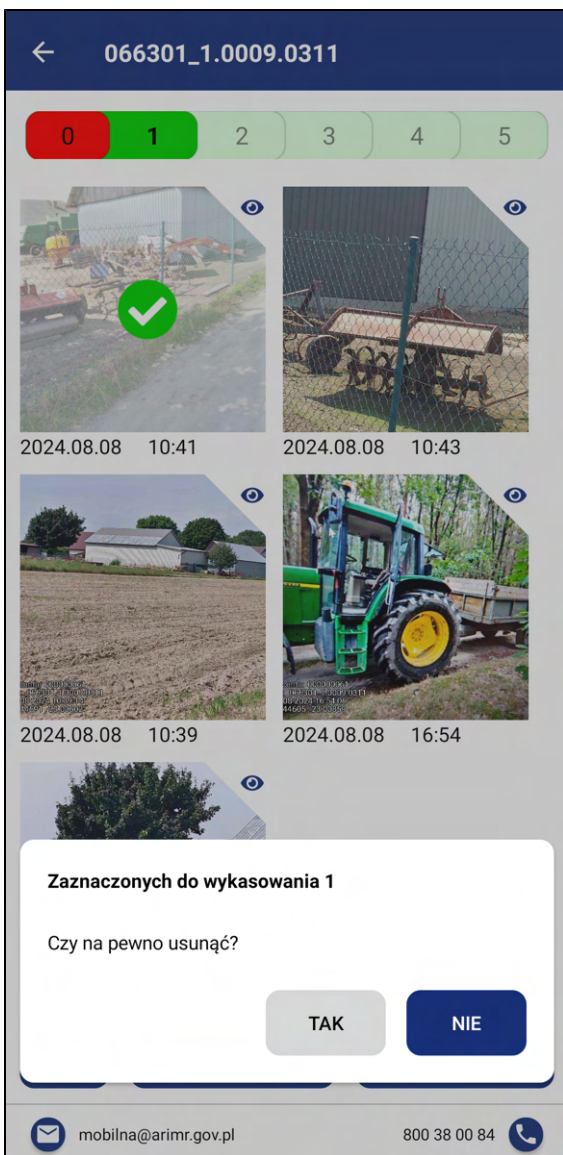 066301_1.0009.0311
0 1 2 3 4 5
2024.08.08 10:41
2024.08.08 10:43
2024.08.08 10:39
2024.08.08 16:54
Zaznaczonych do wykasowania 1
Czy na pewno usunąć?
TAK NIE
mobilna@arimr.gov.pl 800 38 00 84